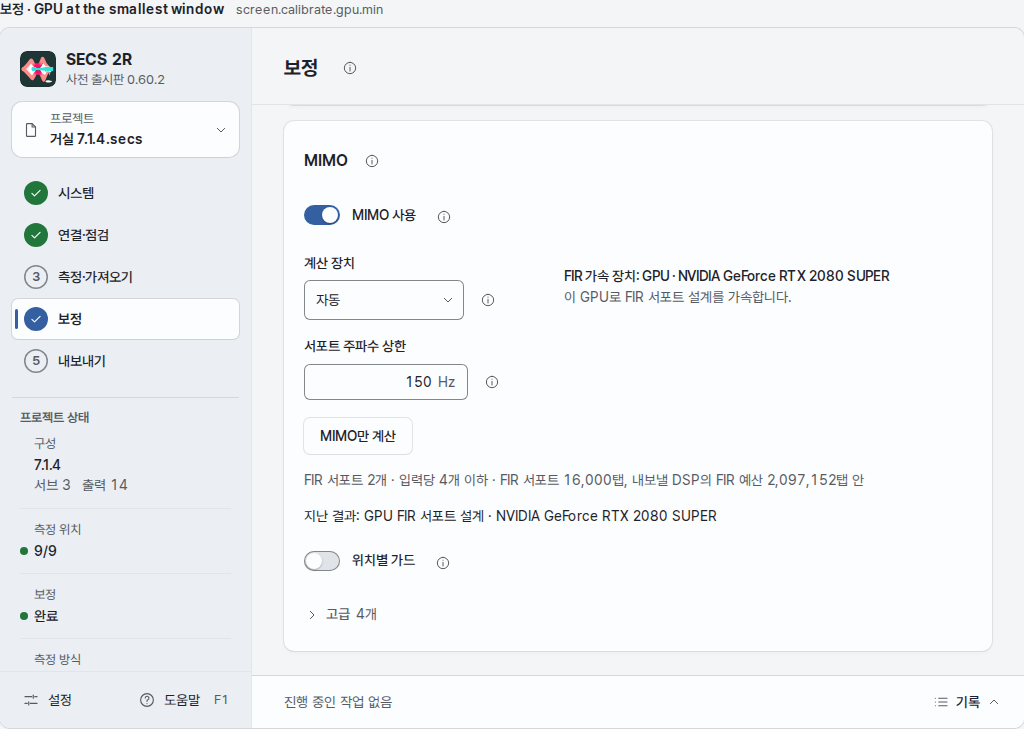 보정 · GPU at the smallest window screen.calibrate.gpu.min
SECS 2R
사전 출시판 0.60.2
프로젝트
거실 7.1.4.secs
시스템
연결·점검
3 측정·가져오기
보정
5 내보내기
프로젝트 상태
구성
7.1.4
서브 3 출력 14
측정 위치
9/9
보정
완료
측정 방식
설정
도움말 F1
보정
MIMO
MIMO 사용
계산 장치
자동
FIR 가속 장치: GPU · NVIDIA GeForce RTX 2080 SUPER
이 GPU로 FIR 서포트 설계를 가속합니다.
서포트 주파수 상한
150 Hz
MIMO만 계산
FIR 서포트 2개 · 입력당 4개 이하 · FIR 서포트 16,000탭, 내보낼 DSP의 FIR 예산 2,097,152탭 안
지난 결과: GPU FIR 서포트 설계 · NVIDIA GeForce RTX 2080 SUPER
위치별 가드
고급 4개
진행 중인 작업 없음
기록